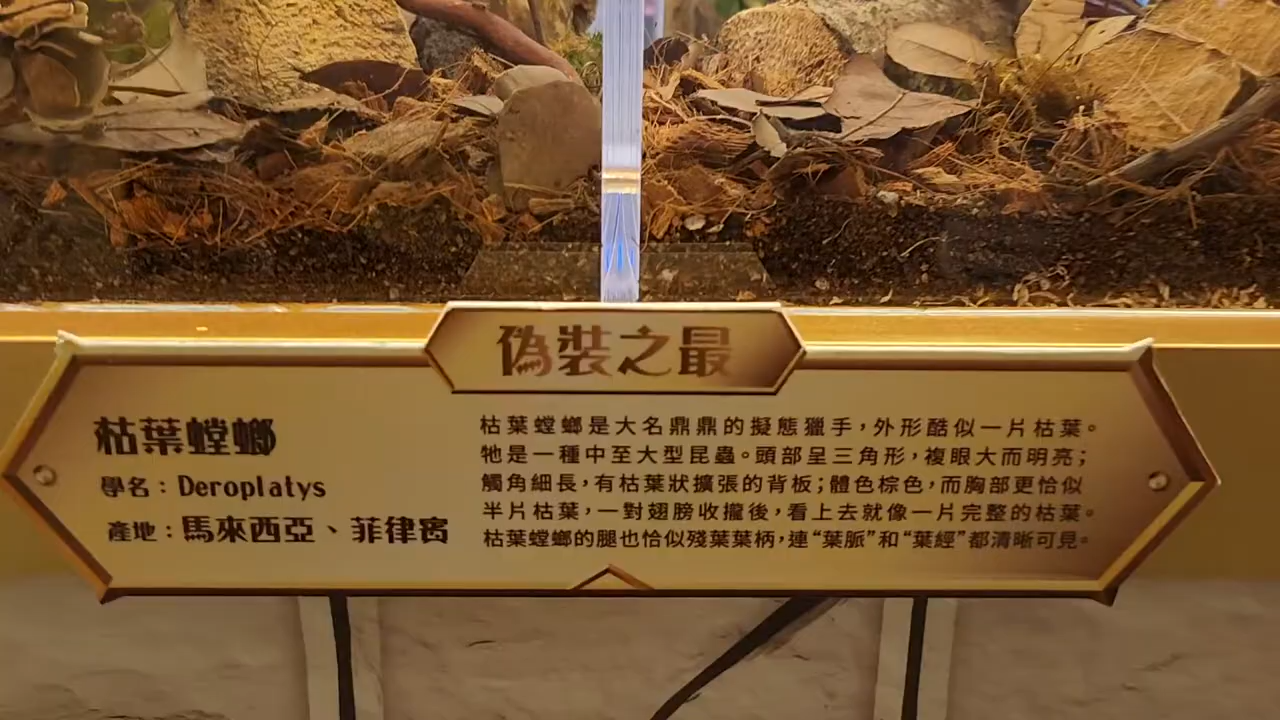 偽裝之最
枯葉螳螂
學名：Deroplatys
產地：馬來西亞、菲律賓
枯葉螳螂是大名鼎鼎的擬態獵手，外形酷似一片枯葉。
牠是一種中至大型昆蟲。頭部呈三角形，複眼大而明亮；
觸角細長，有枯葉狀擴張的背板；體色棕色，而胸部更恰似
半片枯葉，一對翅膀收攏後，看上去就像一片完整的枯葉。
枯葉螳螂的腿也恰似殘葉葉柄，連“葉脈”和“葉經”都清晰可見。